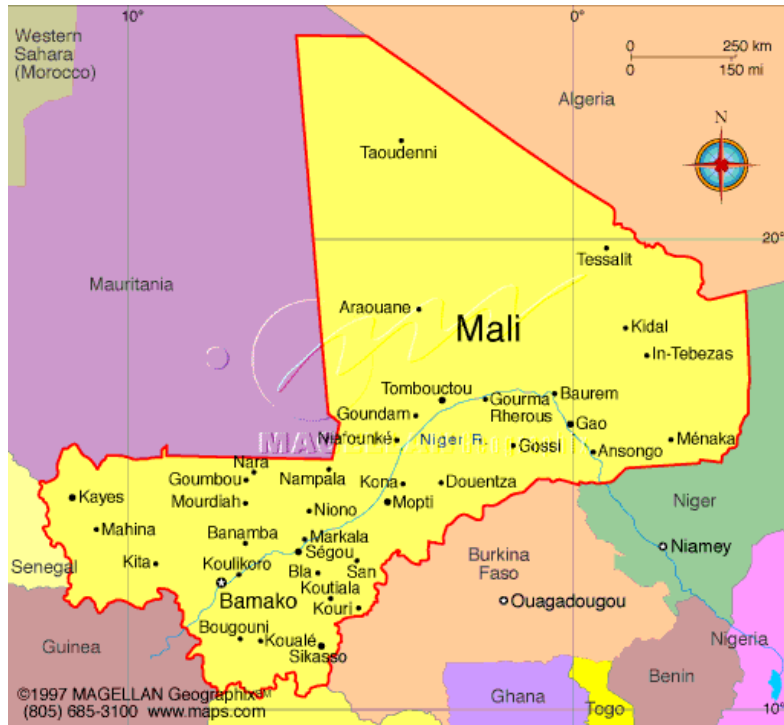 10°
0°
Western
Sahara
(Morocco)
0 250 km
0 150 mi
Algeria
N
Taoudenni
20°
Tessalit
Mauritania
Araouane
Mali
Kidal
In-Tebezas
Tombouctou
Baurem
Gourma
Rherous
Goundam
Gao
Niafounké
Niger R.
Gossi
Ansongo
Ménaka
Nara
Nampala
Goumbou
Kona
Douentza
Kayes
Mourdiah
Niono
Mopti
Niger
Mahina
Banamba
Markala
Ségou
Niamey
Kita
Koulikoro
Bla
San
Burkina
Faso
Senegal
Koutiala
Bamako
Kouri
Ouagadougou
Guinea
Bougouni
Koualé
Sikasso
Nigeria
Benin
©1997 MAGELLAN Geographix℠
(805) 685-3100 www.maps.com
Ghana
Togo
10°